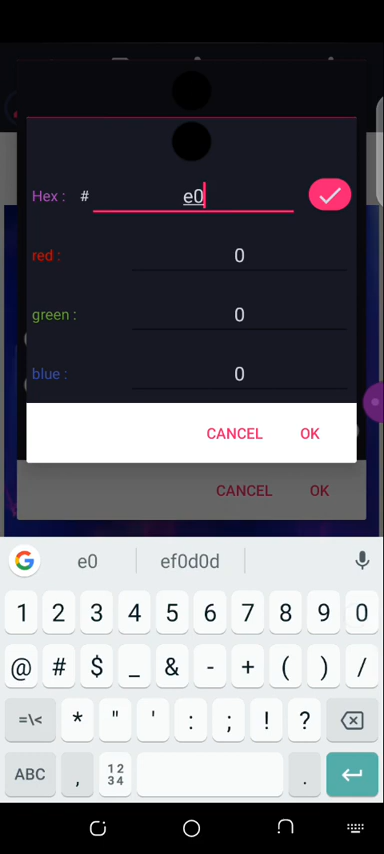 Hex : # e0
red : 0
green : 0
blue : 0
CANCEL OK
CANCEL OK
G e0 ef0d0d
1 2 3 4 5 6 7 8 9 0
@ # $ _ & - + ( ) /
=\< * " ' : ; ! ?
ABC , 12 34 .